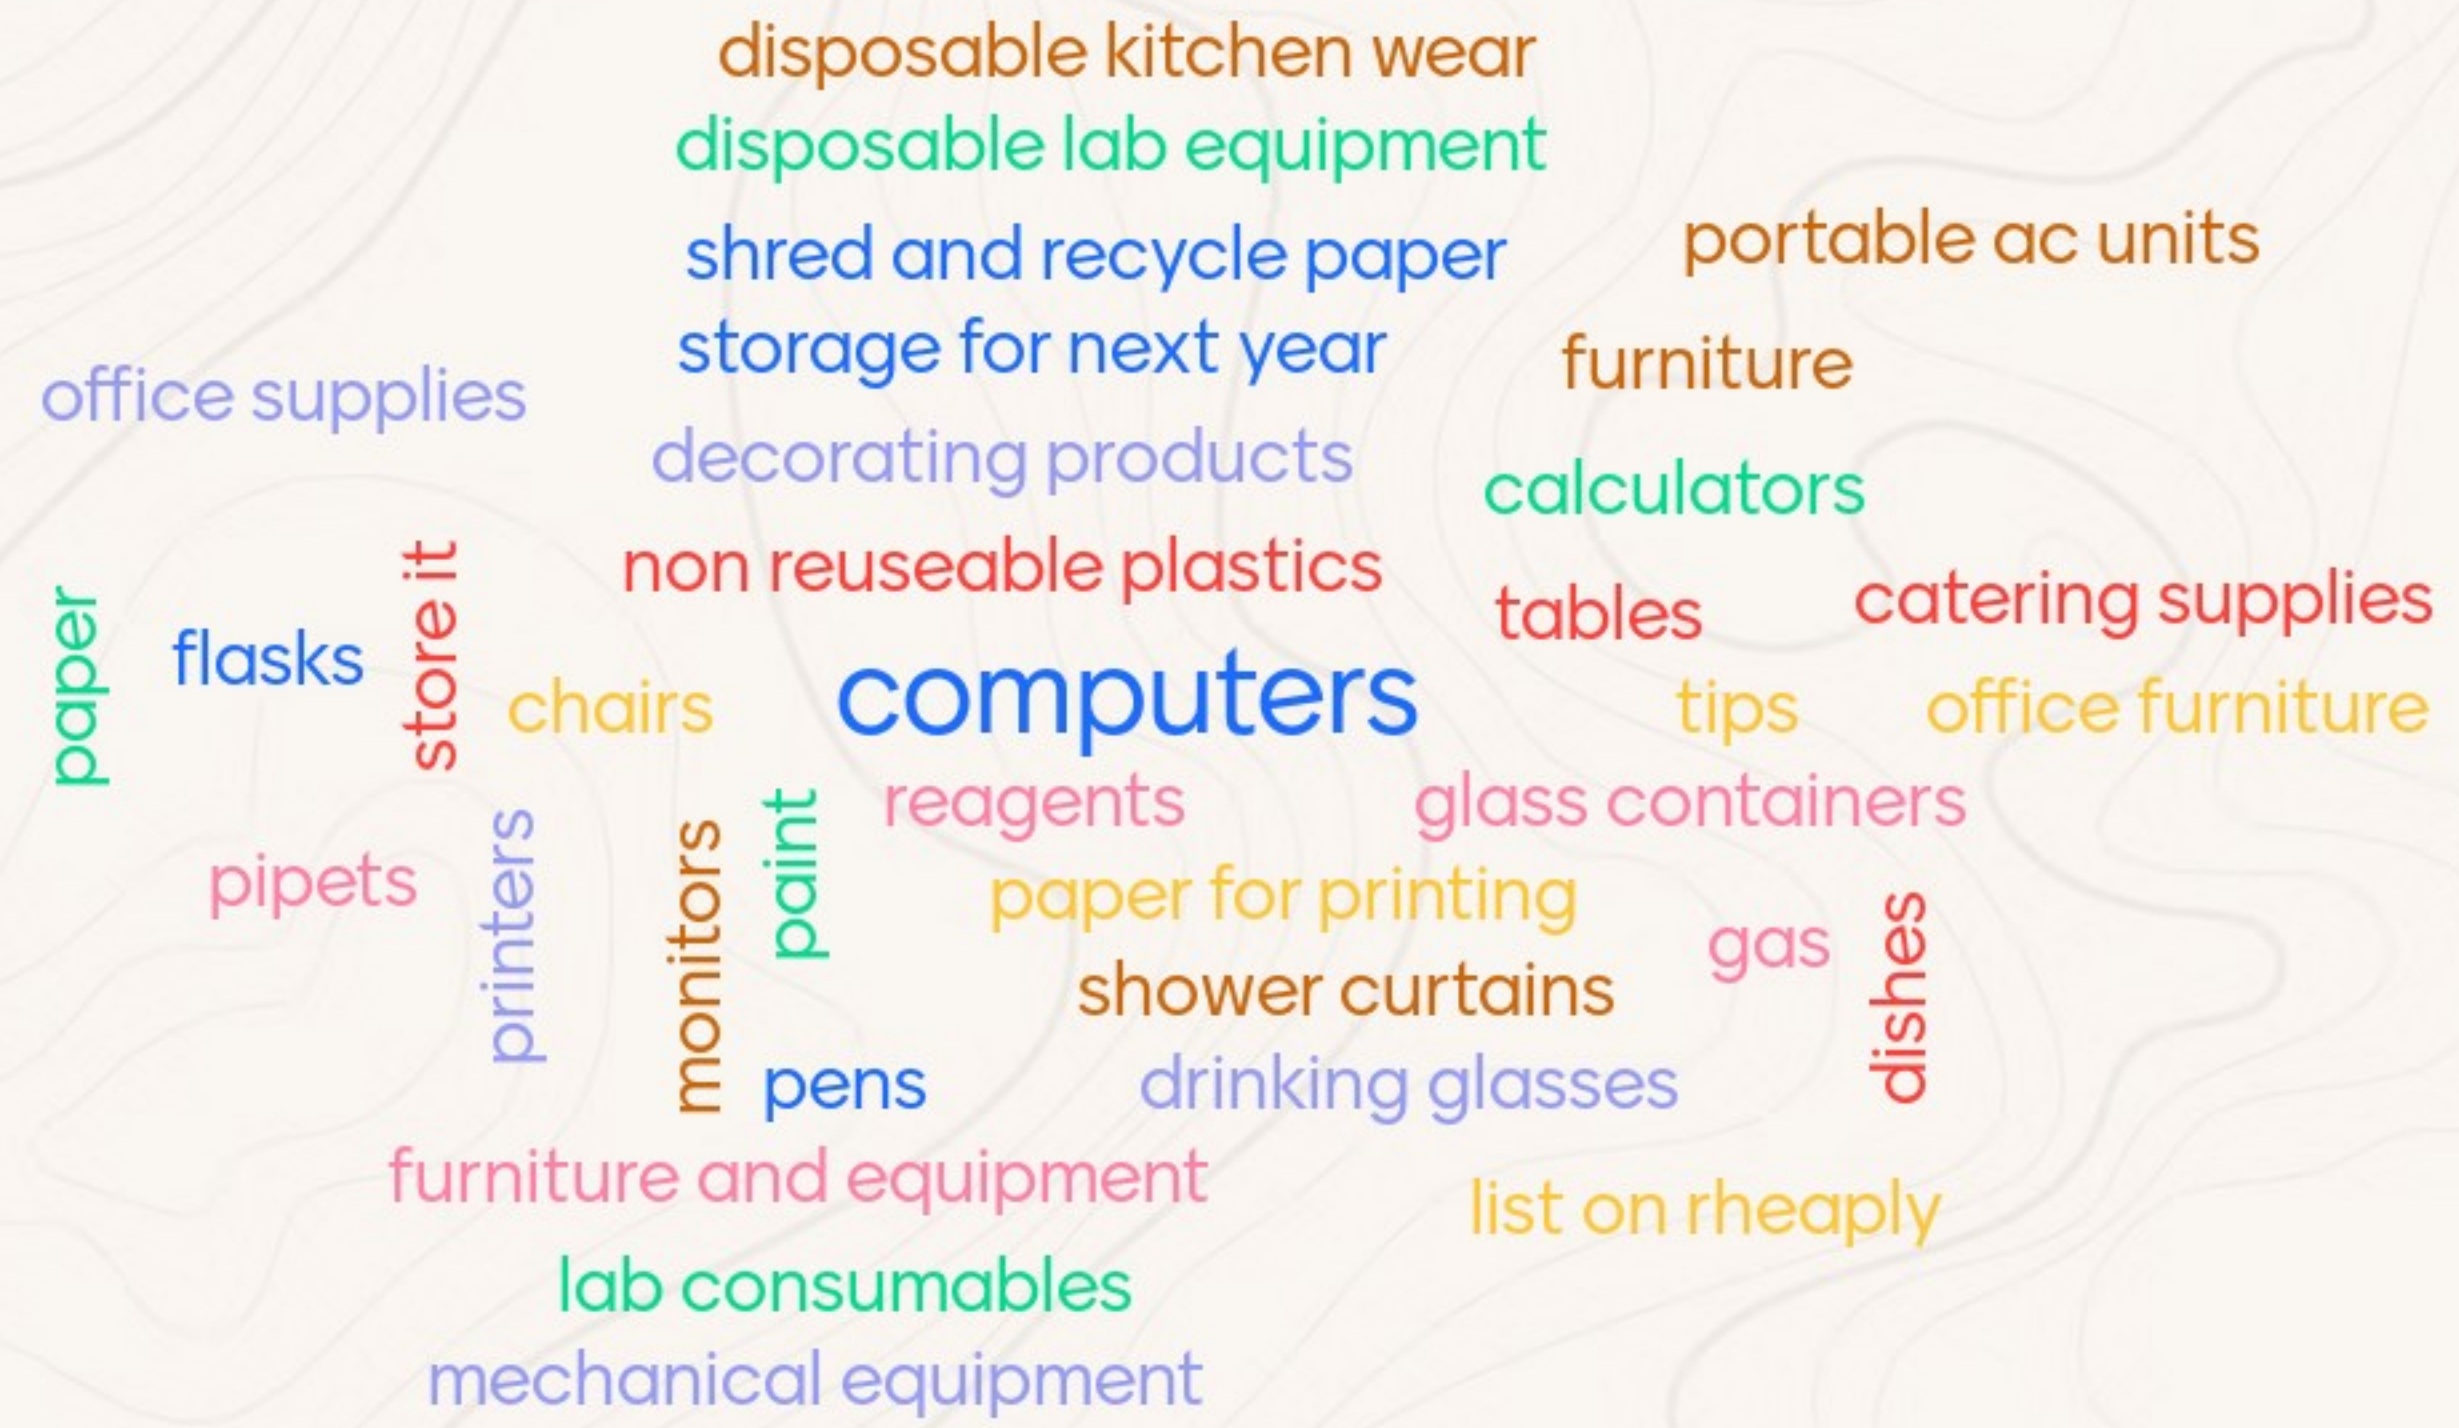 disposable kitchen wear
disposable lab equipment
shred and recycle paper
portable ac units
storage for next year
furniture
office supplies
decorating products
calculators
non reuseable plastics
tables
catering supplies
paper
flasks
store it
chairs
computers
tips
office furniture
reagents
glass containers
pipets
printers
monitors
paint
paper for printing
gas
dishes
shower curtains
pens
drinking glasses
furniture and equipment
list on rheaply
lab consumables
mechanical equipment